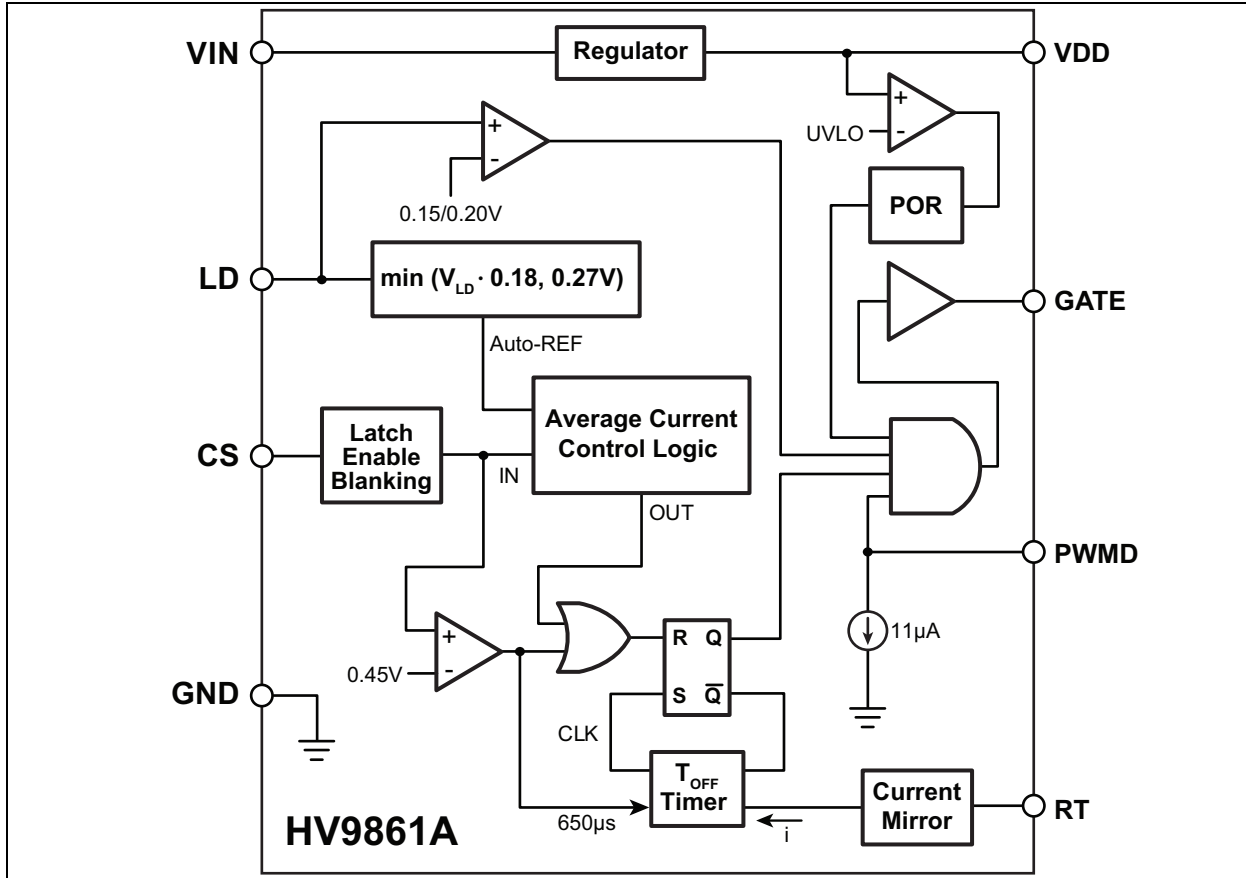 VIN
Regulator
VDD
+
-
UVLO
+
-
0.15/0.20V
POR
LD
min (VLD · 0.18, 0.27V)
GATE
Auto-REF
Average Current
Control Logic
CS
Latch
Enable
Blanking
IN
OUT
PWMD
11µA
+
-
0.45V
R Q
S Q̅
GND
CLK
TOFF
Timer
650µs
i
Current
Mirror
RT
HV9861A